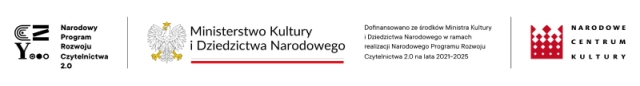 CZ
Y...
Narodowy
Program
Rozwoju
Czytelnictwa
2.0
Ministerstwo Kultury
i Dziedzictwa Narodowego
Dofinansowano ze środków Ministra Kultury
i Dziedzictwa Narodowego w ramach
realizacji Narodowego Programu Rozwoju
Czytelnictwa 2.0 na lata 2021-2025
NARODOWE
CENTRUM
KULTURY